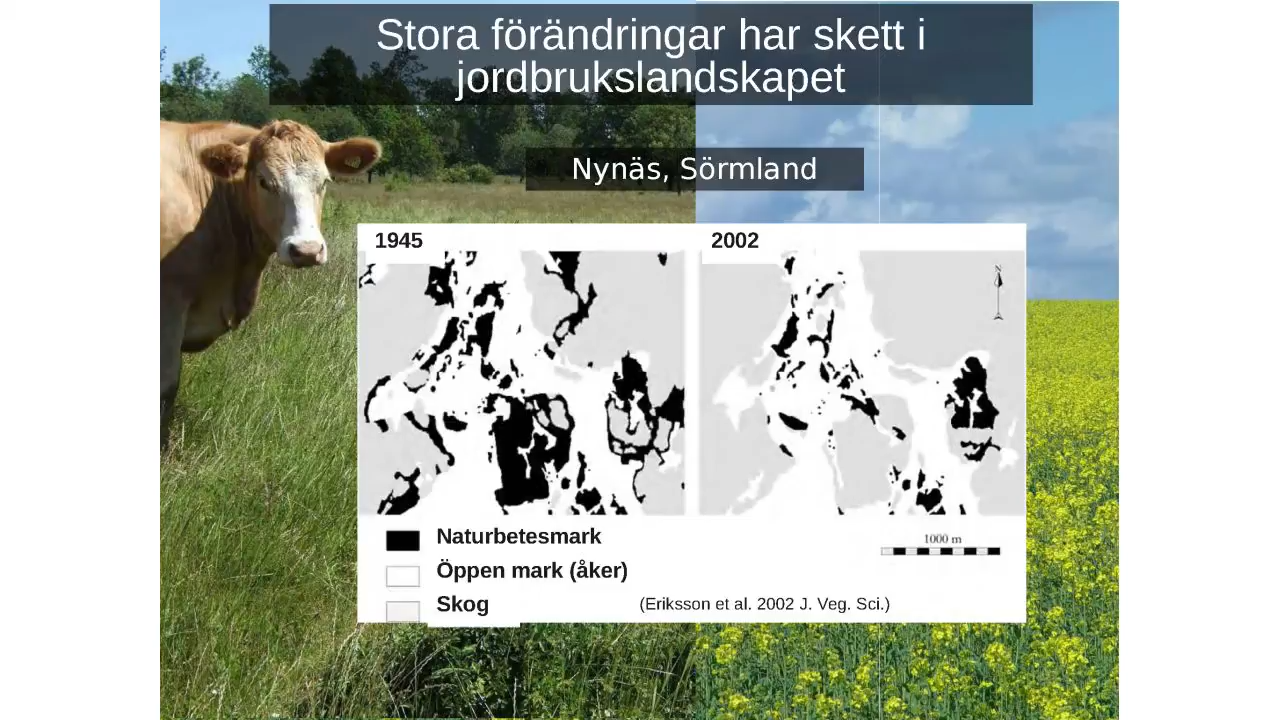 Stora förändringar har skett i
jordbrukslandskapet
Nynäs, Sörmland
1945
2002
N
Naturbetesmark
1000 m
Öppen mark (åker)
Skog
(Eriksson et al. 2002 J. Veg. Sci.)